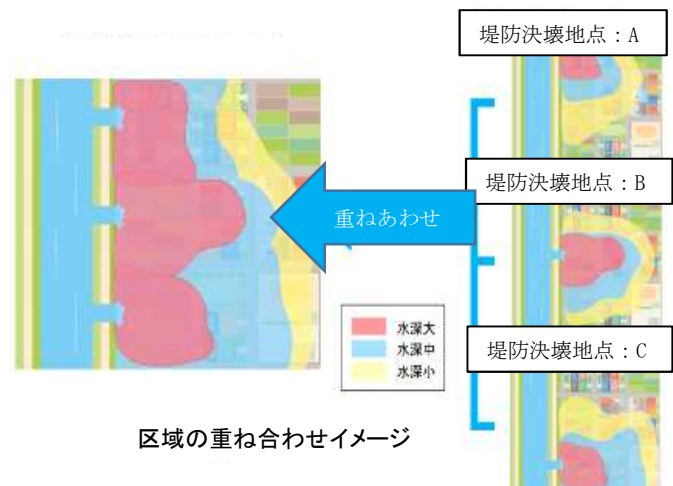 堤防決壊地点：A
堤防決壊地点：B
重ねあわせ
堤防決壊地点：C
水深大
水深中
水深小
区域の重ね合わせイメージ